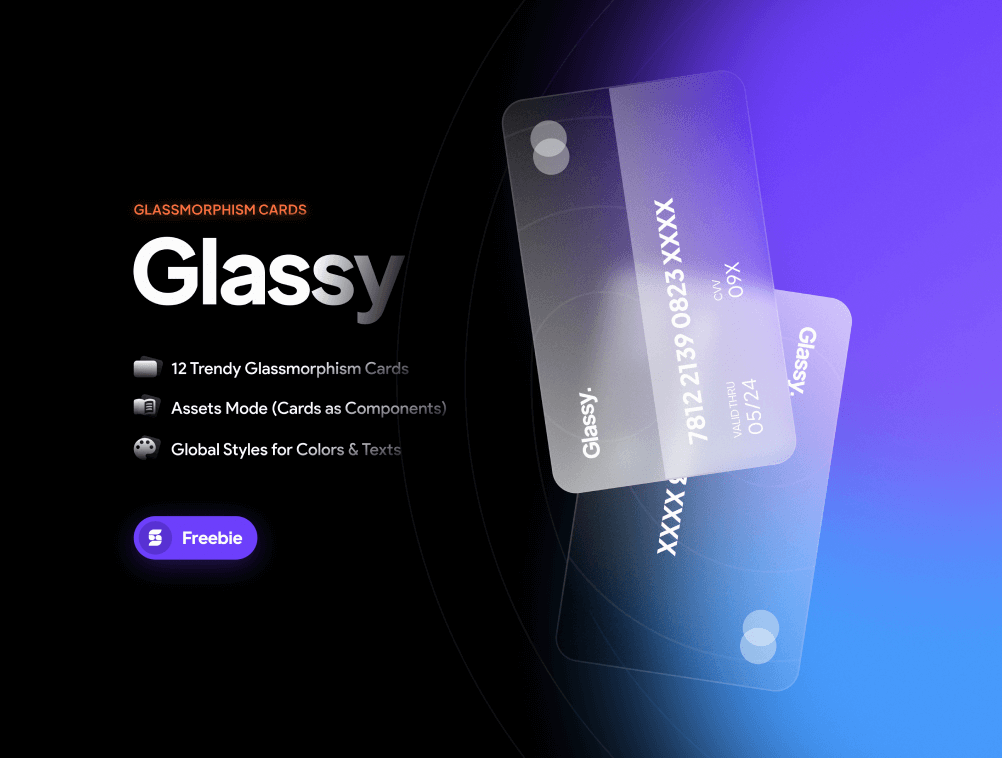 GLASSMORPHISM CARDS
Glassy
12 Trendy Glassmorphism Cards
Assets Mode (Cards as Components)
Global Styles for Colors & Texts
Freebie
Glassy.
7812 2139 0823 XXXX
VALID THRU
05/24
CVV
09X
Glassy.
XXXX